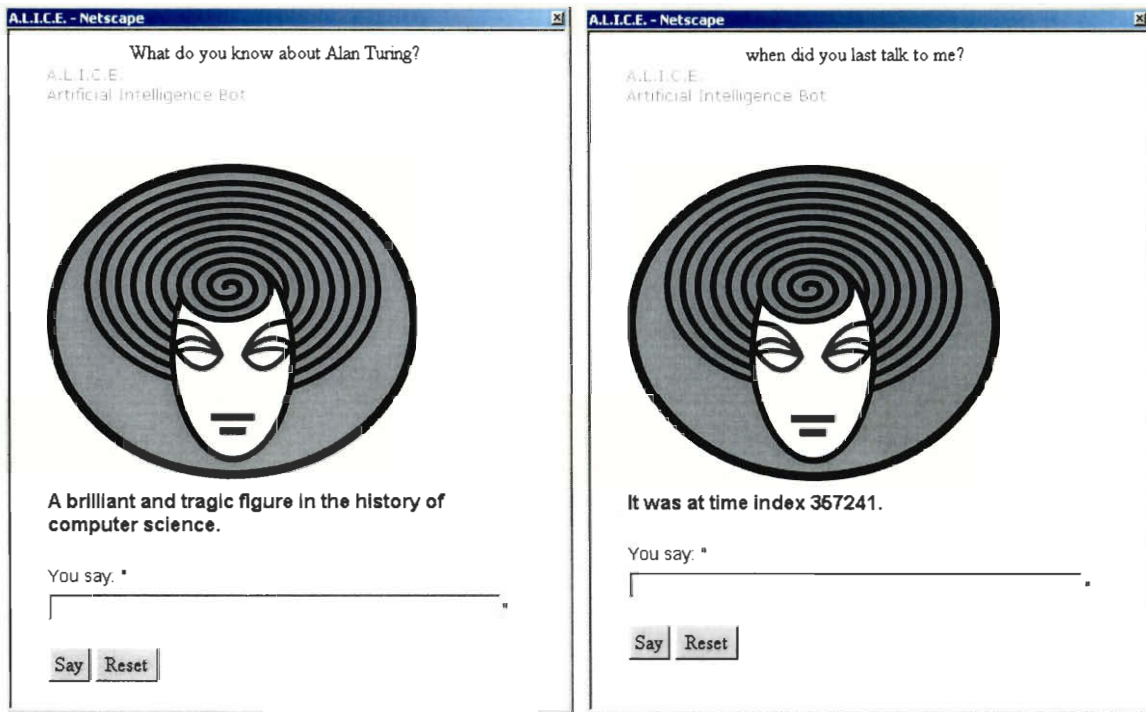 A.L.I.C.E. - Netscape
What do you know about Alan Turing?
A.L.I.C.E.
Artificial Intelligence Bot
A brilliant and tragic figure in the history of
computer science.
You say: "
"
Say Reset
A.L.I.C.E. - Netscape
when did you last talk to me?
A.L.I.C.E.
Artificial Intelligence Bot
It was at time index 357241.
You say: "
"
Say Reset